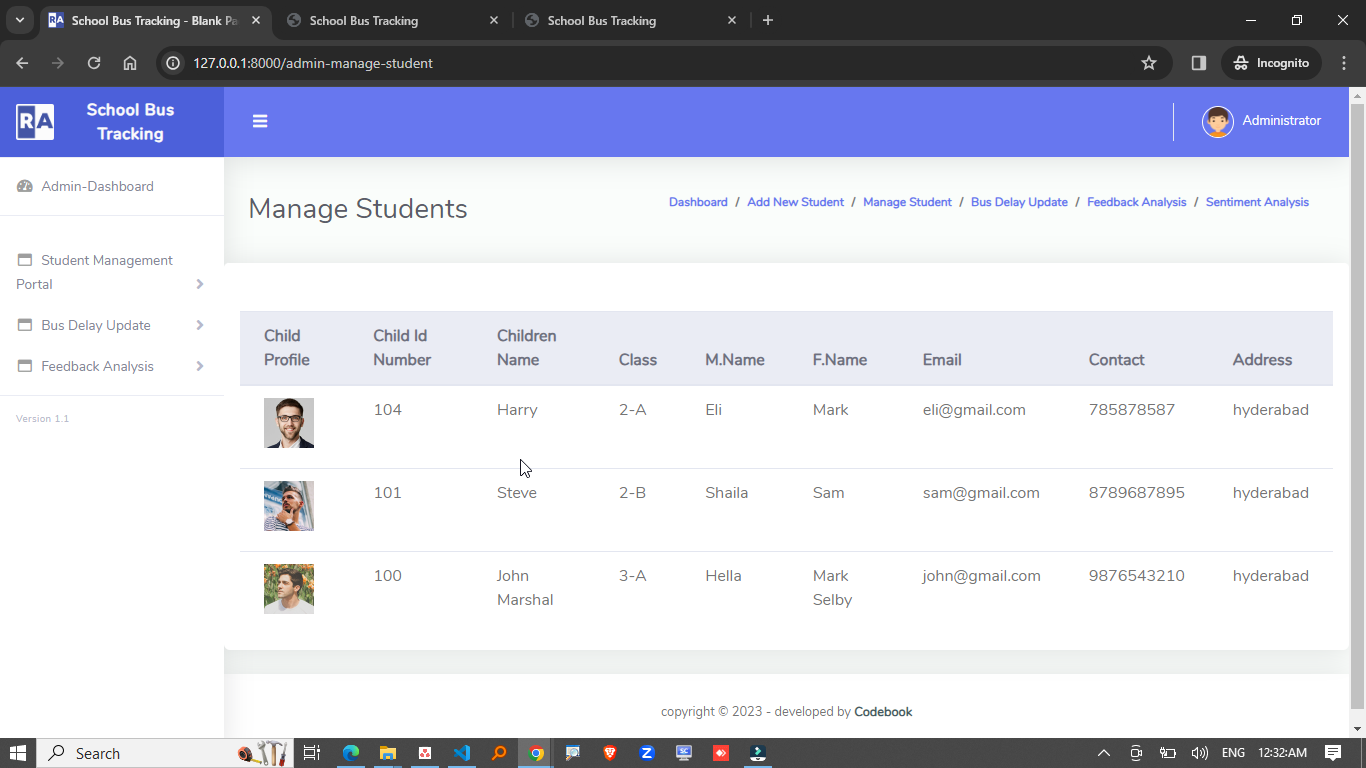 School Bus Tracking - Blank Pa
School Bus Tracking
School Bus Tracking
127.0.0.1:8000/admin-manage-student
Incognito
RA
School Bus
Tracking
Administrator
Admin-Dashboard
Student Management
Portal
Bus Delay Update
Feedback Analysis
Version 1.1
Manage Students
Dashboard / Add New Student / Manage Student / Bus Delay Update / Feedback Analysis / Sentiment Analysis
Child Profile Child Id Number Children Name Class M.Name F.Name Email Contact Address
104 Harry 2-A Eli Mark eli@gmail.com 785878587 hyderabad
101 Steve 2-B Shaila Sam sam@gmail.com 8789687895 hyderabad
100 John Marshal 3-A Hella Mark Selby john@gmail.com 9876543210 hyderabad
copyright © 2023 - developed by Codebook
Search
ENG
12:32:AM